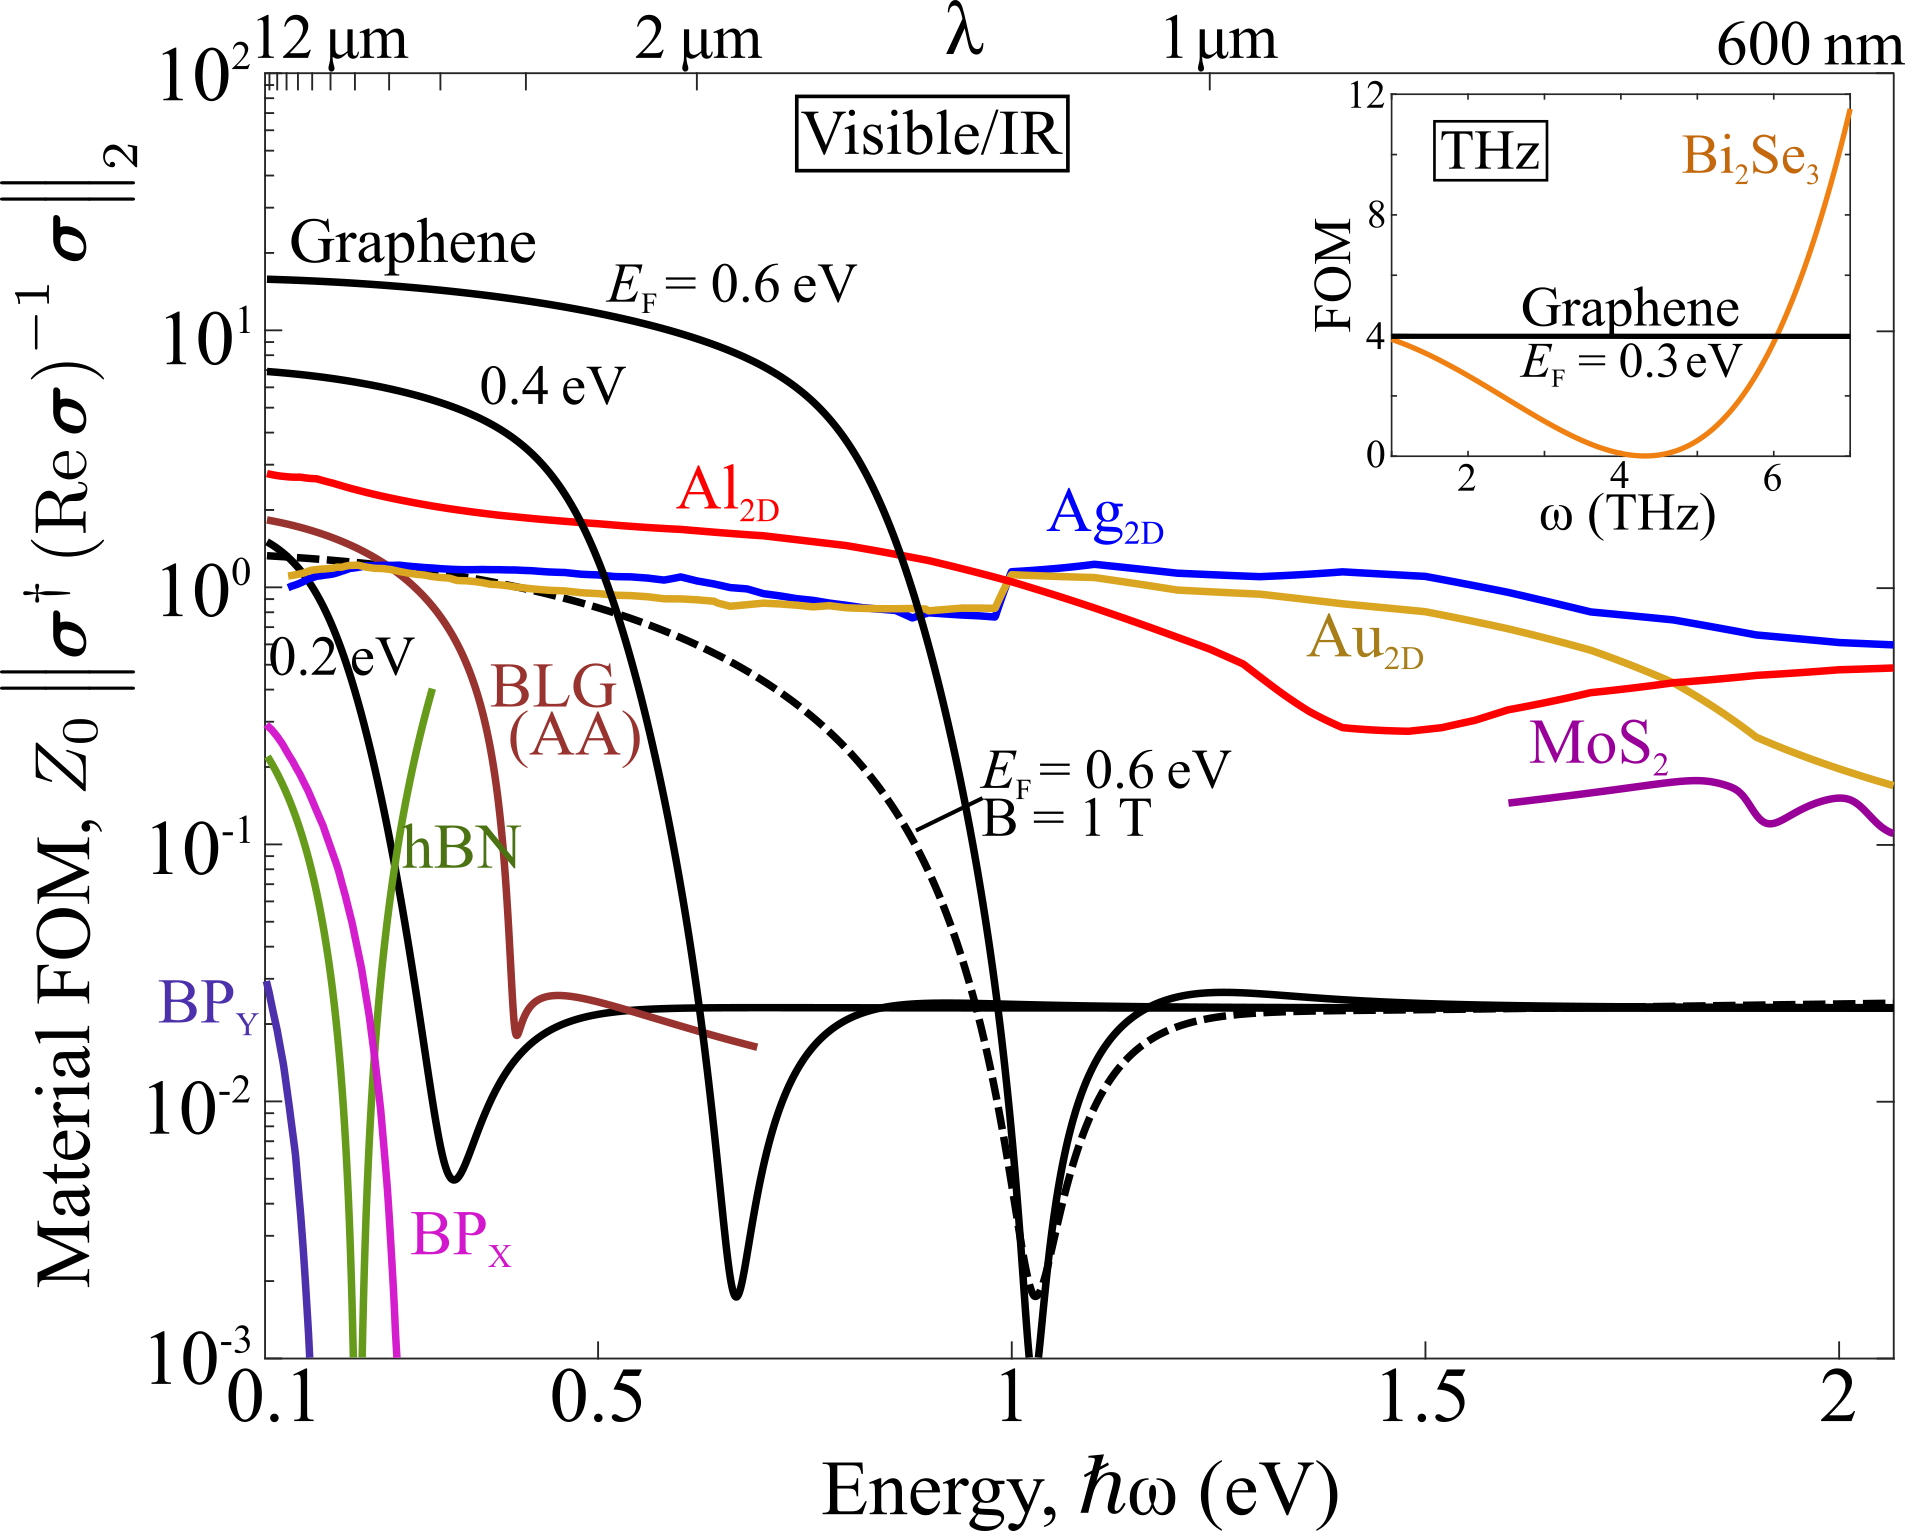 12 μm 2 μm λ 1 μm 600 nm
10² 10¹ 10⁰ 10⁻¹ 10⁻² 10⁻³
Material FOM, Z₀ ‖σ† (Re σ)⁻¹ σ‖₂
Visible/IR
Graphene
E_F = 0.6 eV
0.4 eV
0.2 eV
Al₂D
Ag₂D
Au₂D
BLG
(AA)
E_F = 0.6 eV
B = 1 T
MoS₂
hBN
BP_Y
BP_X
0.1 0.5 1 1.5 2
Energy, ℏω (eV)
12
8
4
0
FOM
THz
Bi₂Se₃
Graphene
E_F = 0.3 eV
2 4 6
ω (THz)